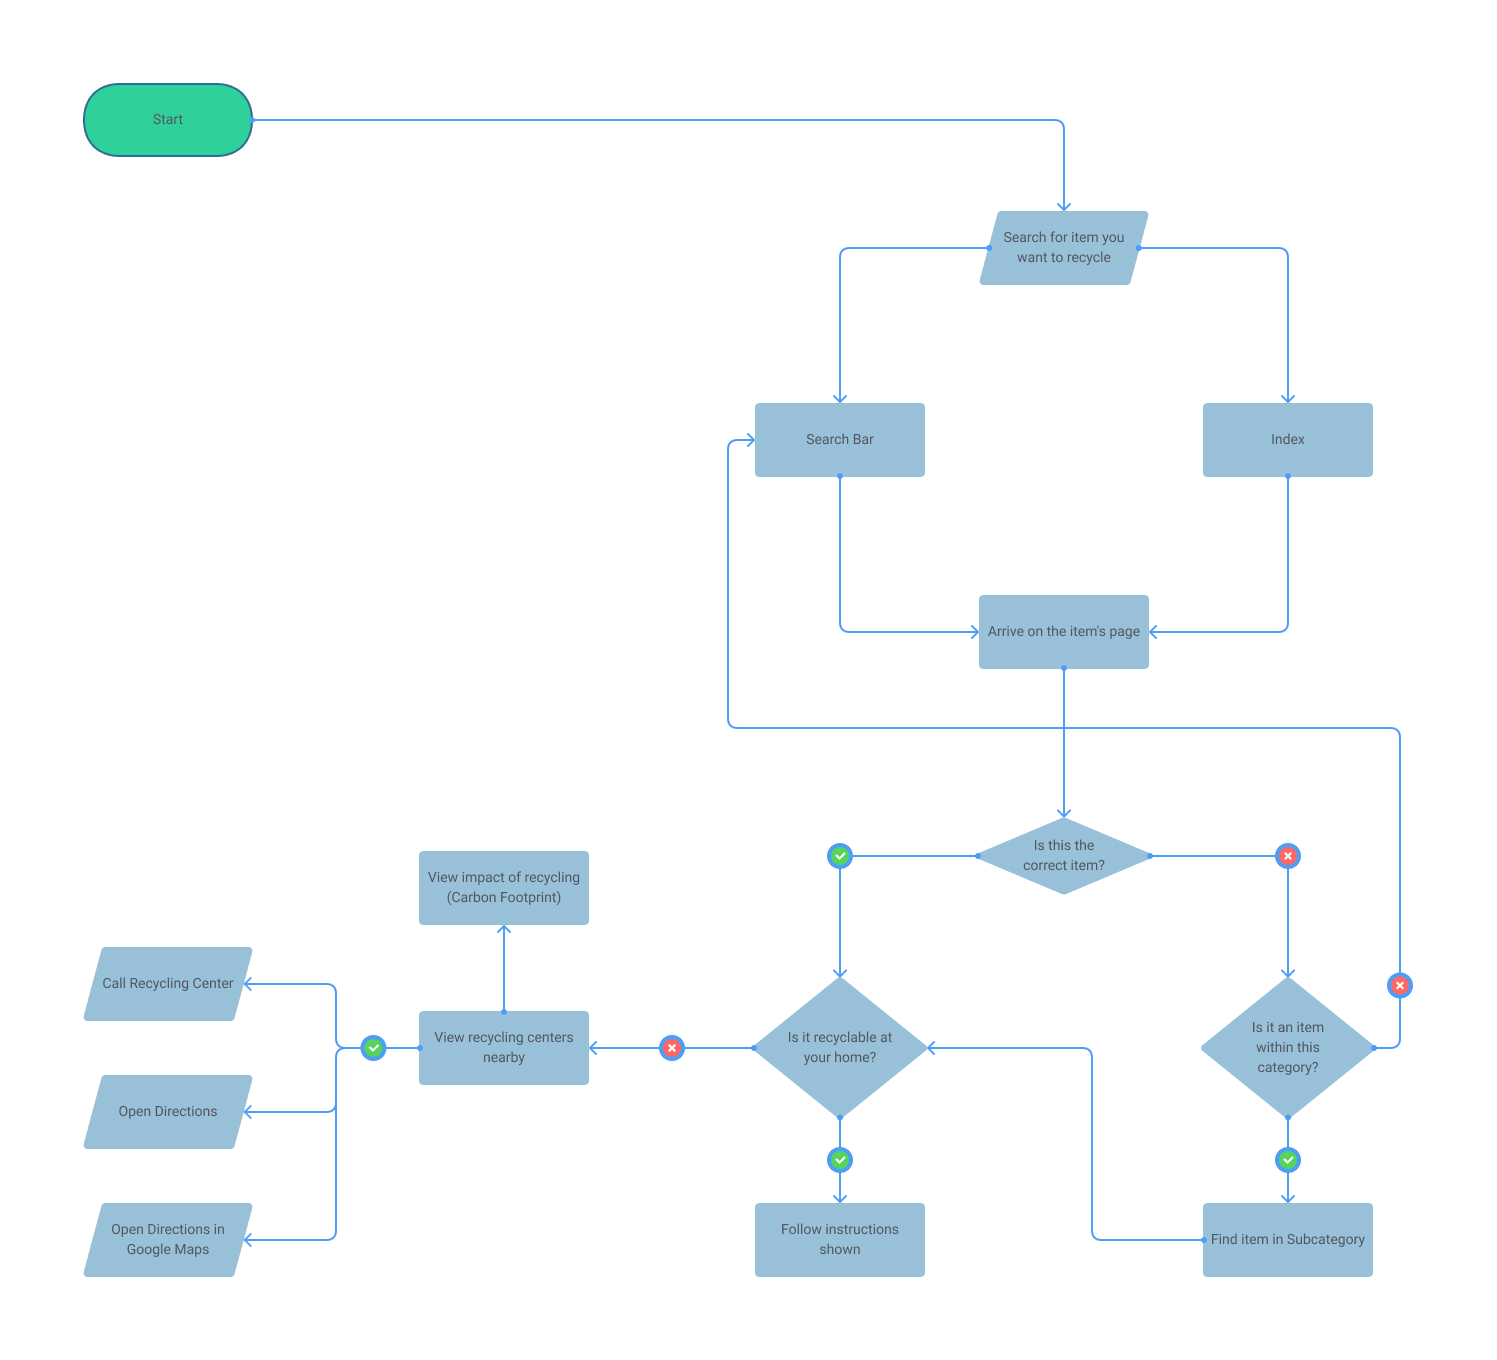 Start
Search for item you
want to recycle
Search Bar
Index
Arrive on the item's page
Is this the
correct item?
View impact of recycling
(Carbon Footprint)
Call Recycling Center
View recycling centers
nearby
Is it recyclable at
your home?
Is it an item
within this
category?
Open Directions
Open Directions in
Google Maps
Follow instructions
shown
Find item in Subcategory